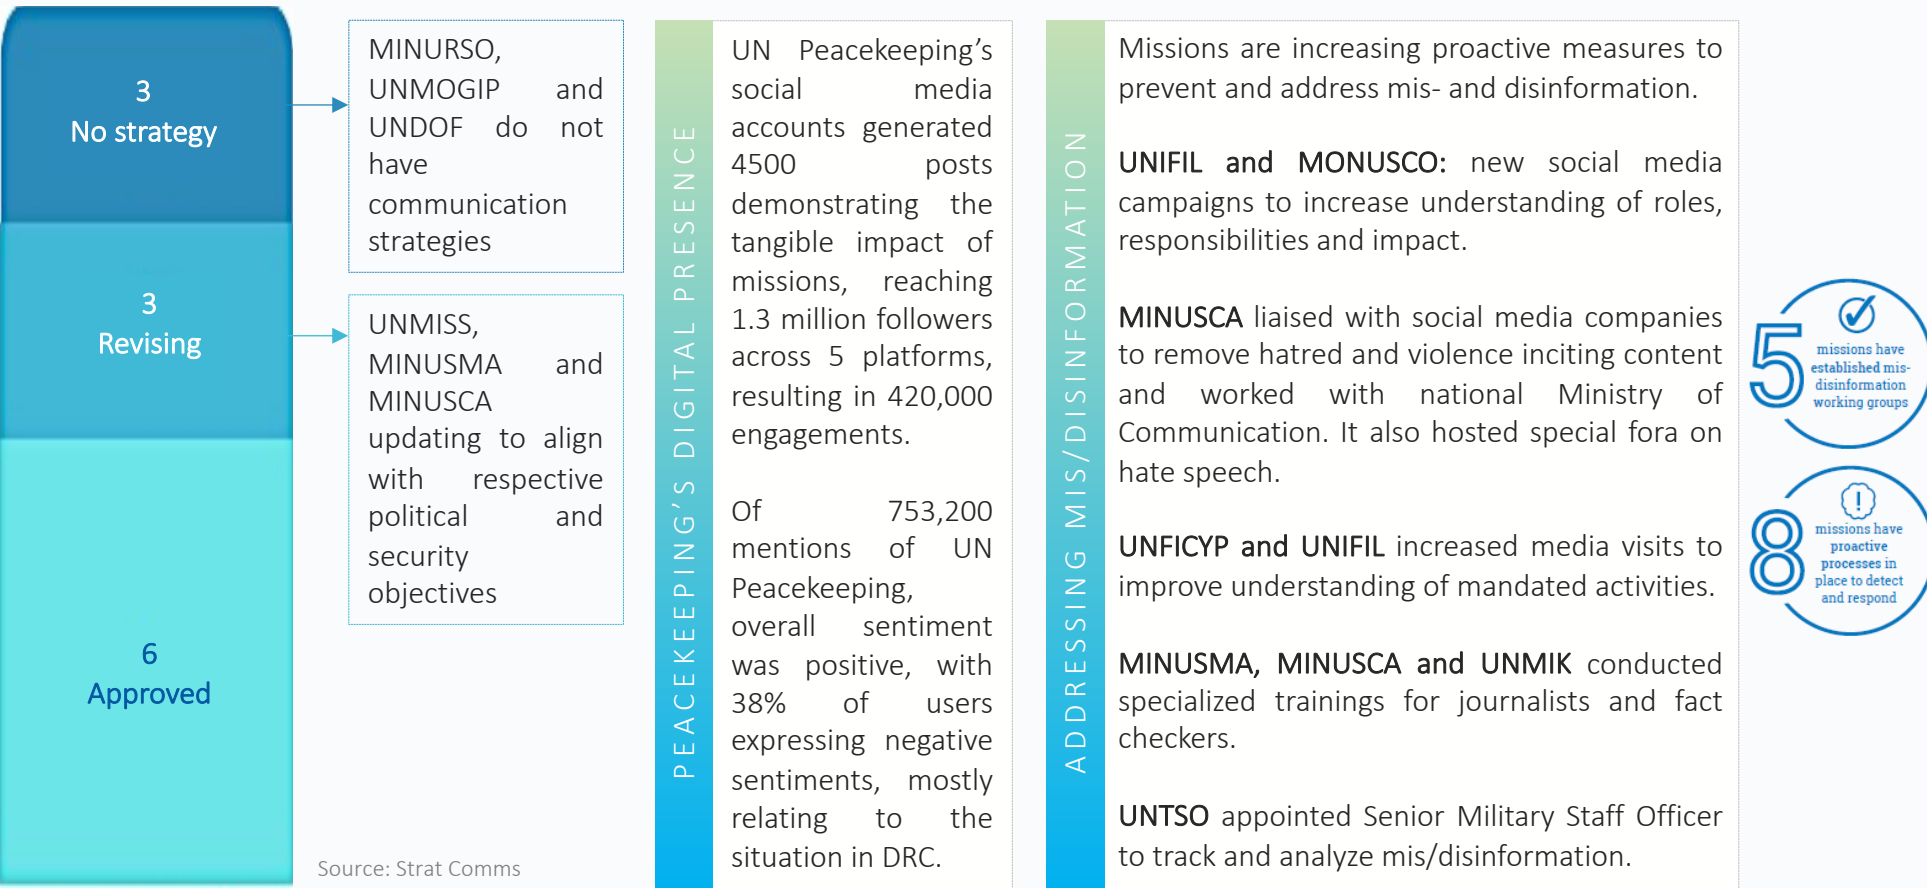 3
No strategy
3
Revising
6
Approved
MINURSO,
UNMOGIP and
UNDOF do not
have
communication
strategies
UNMISS,
MINUSMA and
MINUSCA
updating to align
with respective
political and
security
objectives
Source: Strat Comms
PEACEKEEPING'S DIGITAL PRESENCE
UN Peacekeeping's
social media
accounts generated
4500 posts
demonstrating the
tangible impact of
missions, reaching
1.3 million followers
across 5 platforms,
resulting in 420,000
engagements.
Of 753,200
mentions of UN
Peacekeeping,
overall sentiment
was positive, with
38% of users
expressing negative
sentiments, mostly
relating to the
situation in DRC.
ADDRESSING MIS/DISINFORMATION
Missions are increasing proactive measures to
prevent and address mis- and disinformation.
UNIFIL and MONUSCO: new social media
campaigns to increase understanding of roles,
responsibilities and impact.
MINUSCA liaised with social media companies
to remove hatred and violence inciting content
and worked with national Ministry of
Communication. It also hosted special fora on
hate speech.
UNFICYP and UNIFIL increased media visits to
improve understanding of mandated activities.
MINUSMA, MINUSCA and UNMIK conducted
specialized trainings for journalists and fact
checkers.
UNTSO appointed Senior Military Staff Officer
to track and analyze mis/disinformation.
5
missions have
established mis-
disinformation
working groups
8
missions have
proactive
processes in
place to detect
and respond